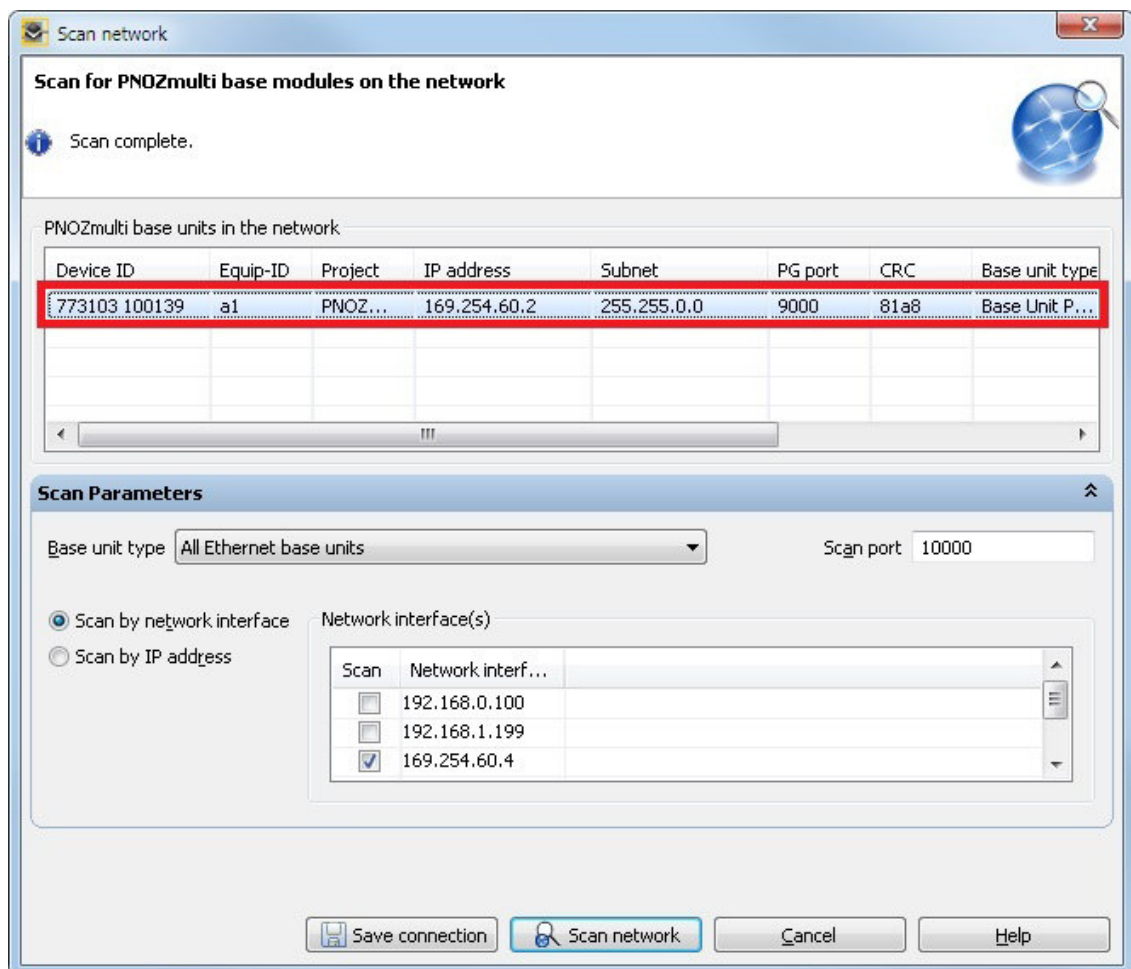 Scan network
Scan for PNOZmulti base modules on the network
Scan complete.
PNOZmulti base units in the network
Device ID Equip-ID Project IP address Subnet PG port CRC Base unit type
773103 100139 a1 PNOZ... 169.254.60.2 255.255.0.0 9000 81a8 Base Unit P...
Scan Parameters
Base unit type All Ethernet base units Scan port 10000
Scan by network interface Network interface(s)
Scan by IP address
Scan Network interf...
192.168.0.100
192.168.1.199
169.254.60.4
Save connection Scan network Cancel Help